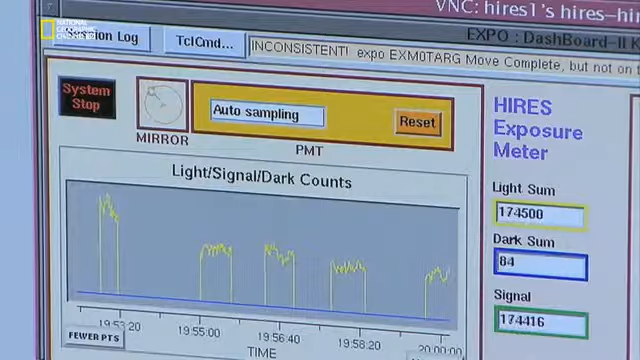 NATIONAL
GEOGRAPHIC
CHANNEL
VNC: hires1's hires-hi
EXPO : DashBoard-II
ion Log
TclCmd...
INCONSISTENT! expo EXM0TARG Move Complete, but not on
System
Stop
MIRROR
Auto sampling
Reset
PMT
HIRES
Exposure
Meter
Light/Signal/Dark Counts
Light Sum
174500
Dark Sum
84
Signal
174416
19:53:20
19:55:00
19:56:40
19:58:20
20:00:00
FEWER PTS
TIME